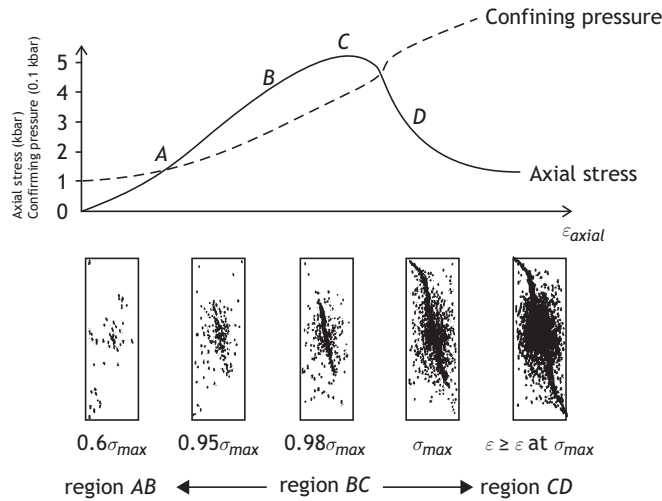 Confining pressure
C
5
B
4
D
3
A
2
Axial stress
1
0
Axial stress (kbar)
Confirming pressure (0.1 kbar)
εaxial
0.6σmax 0.95σmax 0.98σmax σmax ε ≥ ε at σmax
region AB region BC region CD